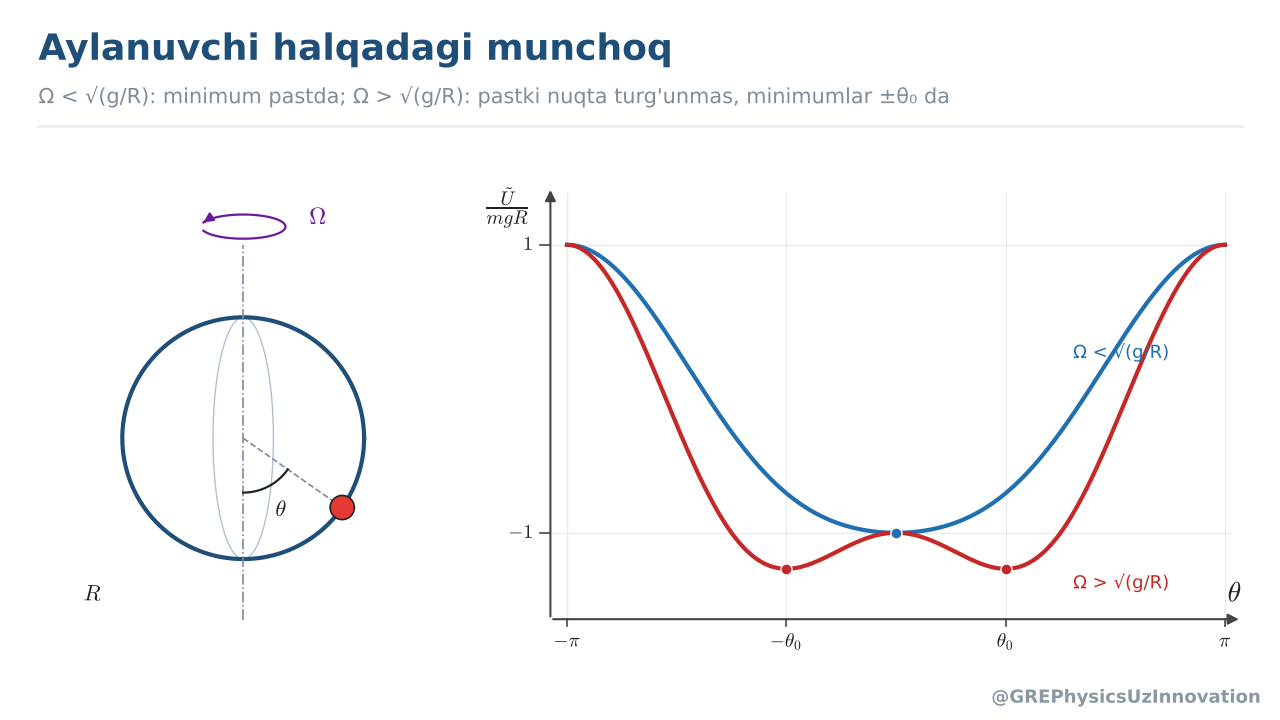 Aylanuvchi halqadagi munchoq
Ω < √(g/R): minimum pastda; Ω > √(g/R): pastki nuqta turg'unmas, minimumlar ±θ₀ da
Ω
θ
R
Ũ
mgR
1
−1
Ω < √(g/R)
Ω > √(g/R)
θ
−π
−θ₀
θ₀
π
@GREPhysicsUzInnovation